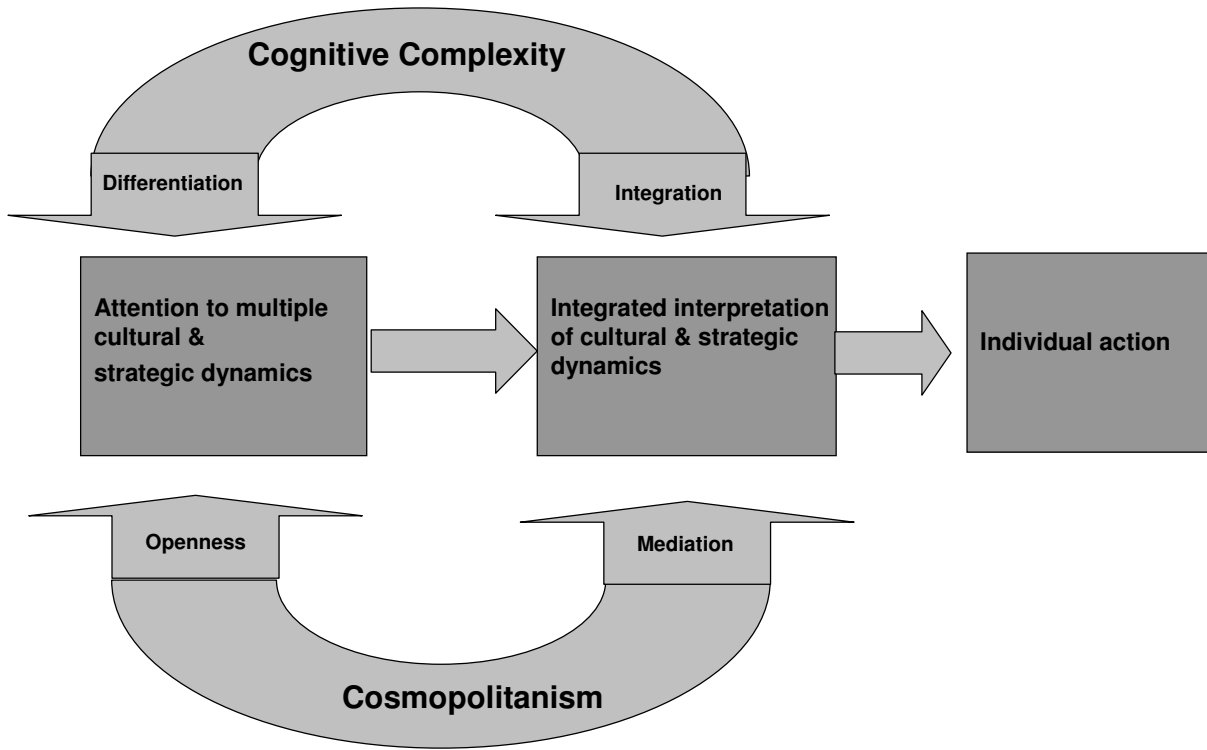 Cognitive Complexity
Differentiation
Integration
Attention to multiple
cultural &
strategic dynamics
Integrated interpretation
of cultural & strategic
dynamics
Individual action
Openness
Mediation
Cosmopolitanism